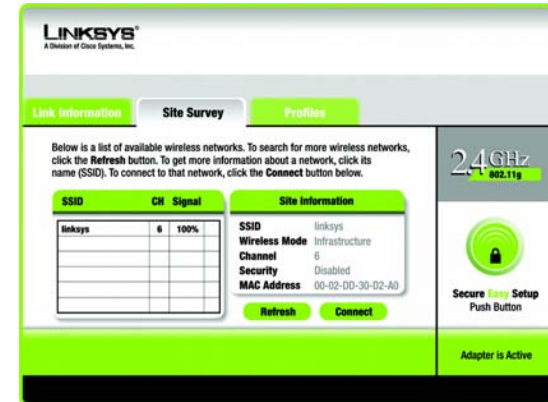 LINKSYS®
A Division of Cisco Systems, Inc.
Link Information
Site Survey
Profiles
Below is a list of available wireless networks. To search for more wireless networks,
click the Refresh button. To get more information about a network, click its
name (SSID). To connect to that network, click the Connect button below.
SSID CH Signal
linksys 6 100%
Site Information
SSID linksys
Wireless Mode Infrastructure
Channel 6
Security Disabled
MAC Address 00-02-DD-30-D2-A0
Refresh
Connect
2.4GHz
802.11g
Secure Easy Setup
Push Button
Adapter is Active